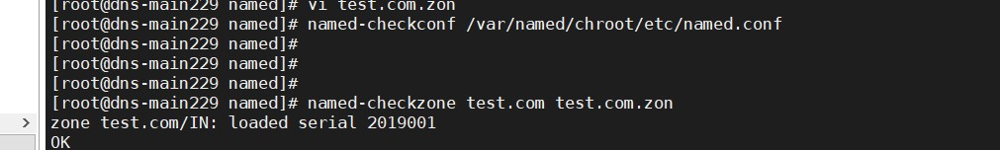 [root@dns-main229 named]# vi test.com.zon
[root@dns-main229 named]# named-checkconf /var/named/chroot/etc/named.conf
[root@dns-main229 named]#
[root@dns-main229 named]#
[root@dns-main229 named]#
[root@dns-main229 named]# named-checkzone test.com test.com.zon
zone test.com/IN: loaded serial 2019001
OK